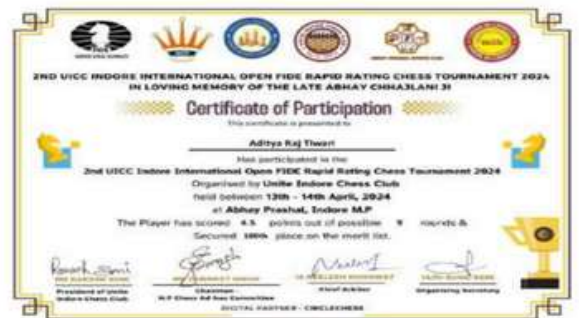 2ND UICC INDORE INTERNATIONAL OPEN FIDE RAPID RATING CHESS TOURNAMENT 2024
IN LOVING MEMORY OF THE LATE ABHAY CHHAJLANI JI
Certificate of Participation
This certificate is presented to
Aditya Raj Tiwari
Has participated in the
2nd UICC Indore International Open FIDE Rapid Rating Chess Tournament 2024
Organised by Unite Indore Chess Club
held between 13th - 14th April, 2024
at Abhay Prashal, Indore M.P
The Player has scored 4.5 points out of possible 9 rounds &
Secured 180th place on the merit list.
President of Unite
Indore Chess Club
Chairman -
M.P Chess Ad hoc Committee
Chief Arbiter
Organizing Secretary
DIGITAL PARTNER - CIRCLECHESS